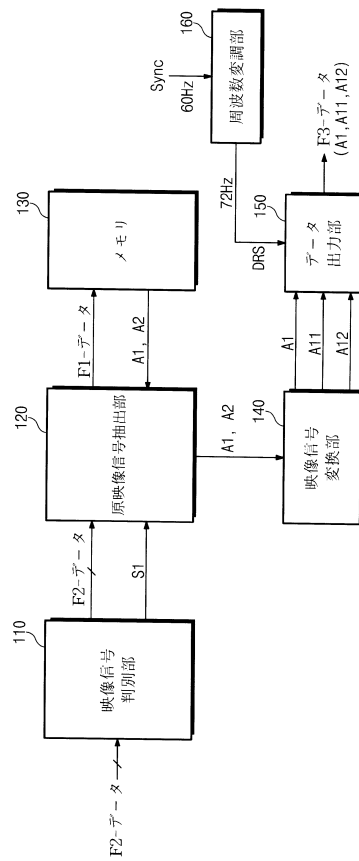 F2-データ
110
映像信号
判別部
F2-データ
S1
120
原映像信号抽出部
F1-データ
A1, A2
130
メモリ
A1, A2
140
映像信号
変換部
A1
A11
A12
150
データ
出力部
F3-データ
(A1,A11,A12)
DRS
72Hz
160
周波数変調部
Sync
60Hz